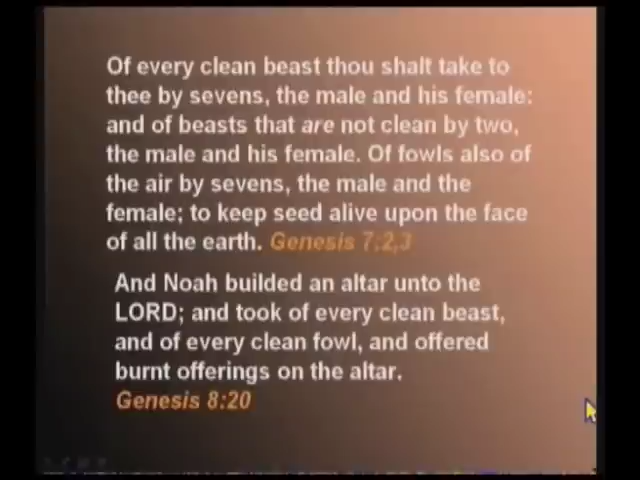 Of every clean beast thou shalt take to
thee by sevens, the male and his female:
and of beasts that are not clean by two,
the male and his female. Of fowls also of
the air by sevens, the male and the
female; to keep seed alive upon the face
of all the earth. Genesis 7:2,3
And Noah builded an altar unto the
LORD; and took of every clean beast,
and of every clean fowl, and offered
burnt offerings on the altar.
Genesis 8:20